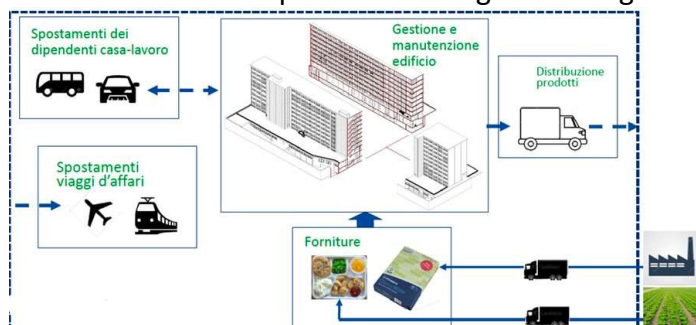 Spostamenti dei
dipendenti casa-lavoro
Gestione e
manutenzione
edificio
Distribuzione
prodotti
Spostamenti
viaggi d'affari
Forniture